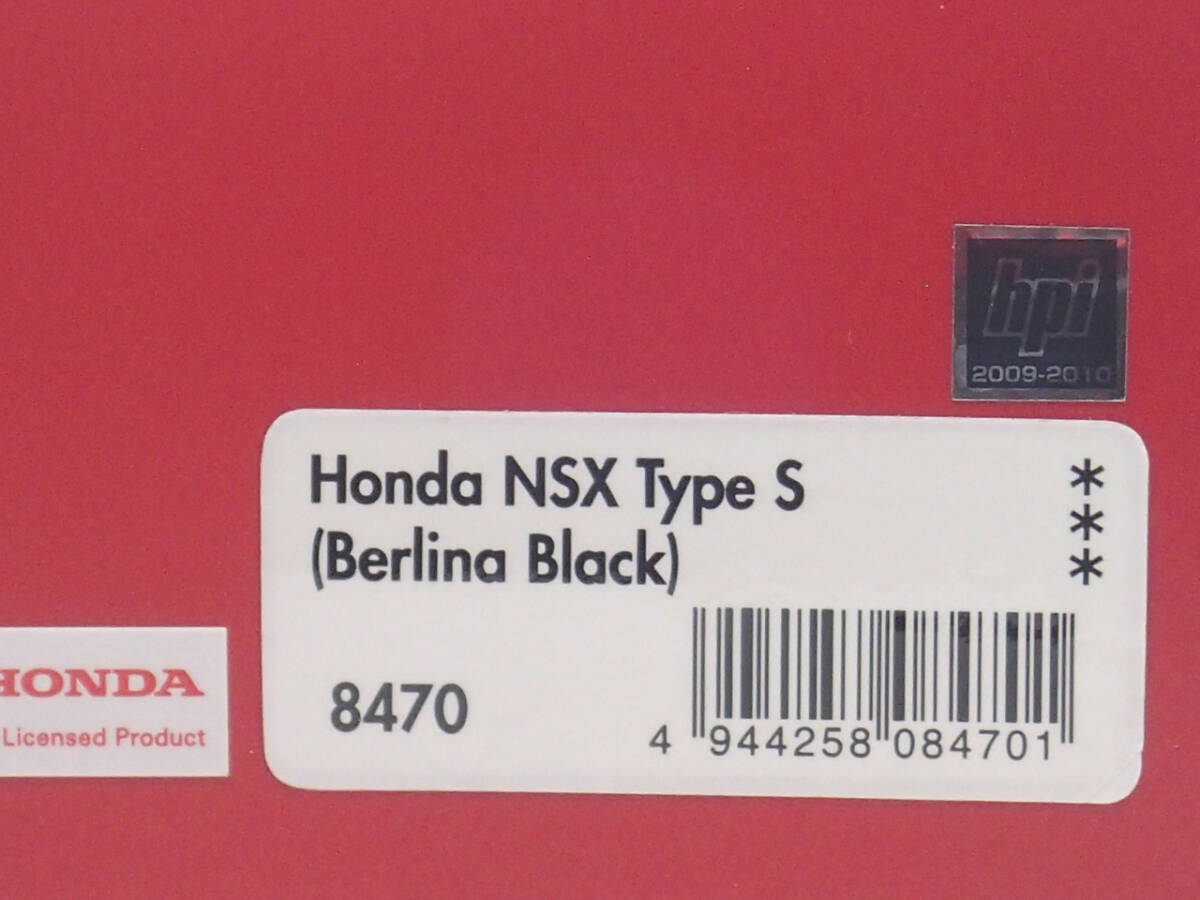 hpi
2009-2010
Honda NSX Type S
(Berlina Black)
*
*
*
8470
4 944258 084701
HONDA
Licensed Product